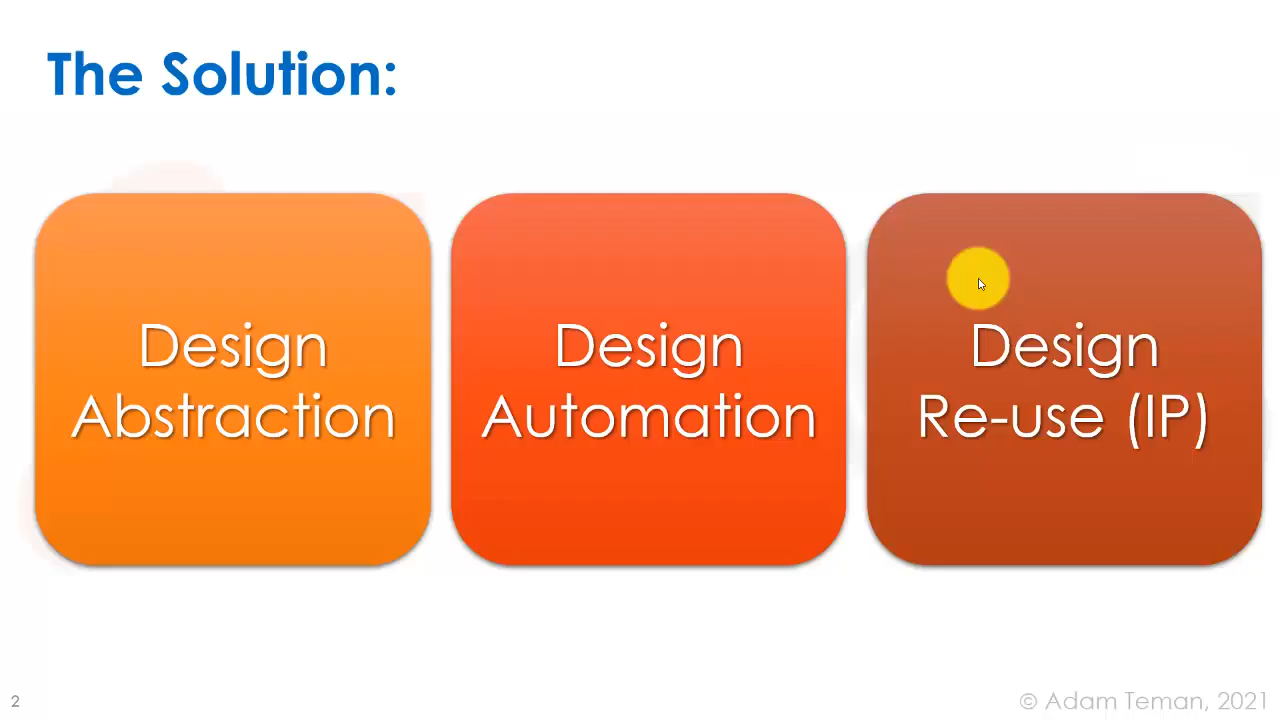 The Solution:
Design
Abstraction
Design
Automation
Design
Re-use (IP)
2
© Adam Teman, 2021